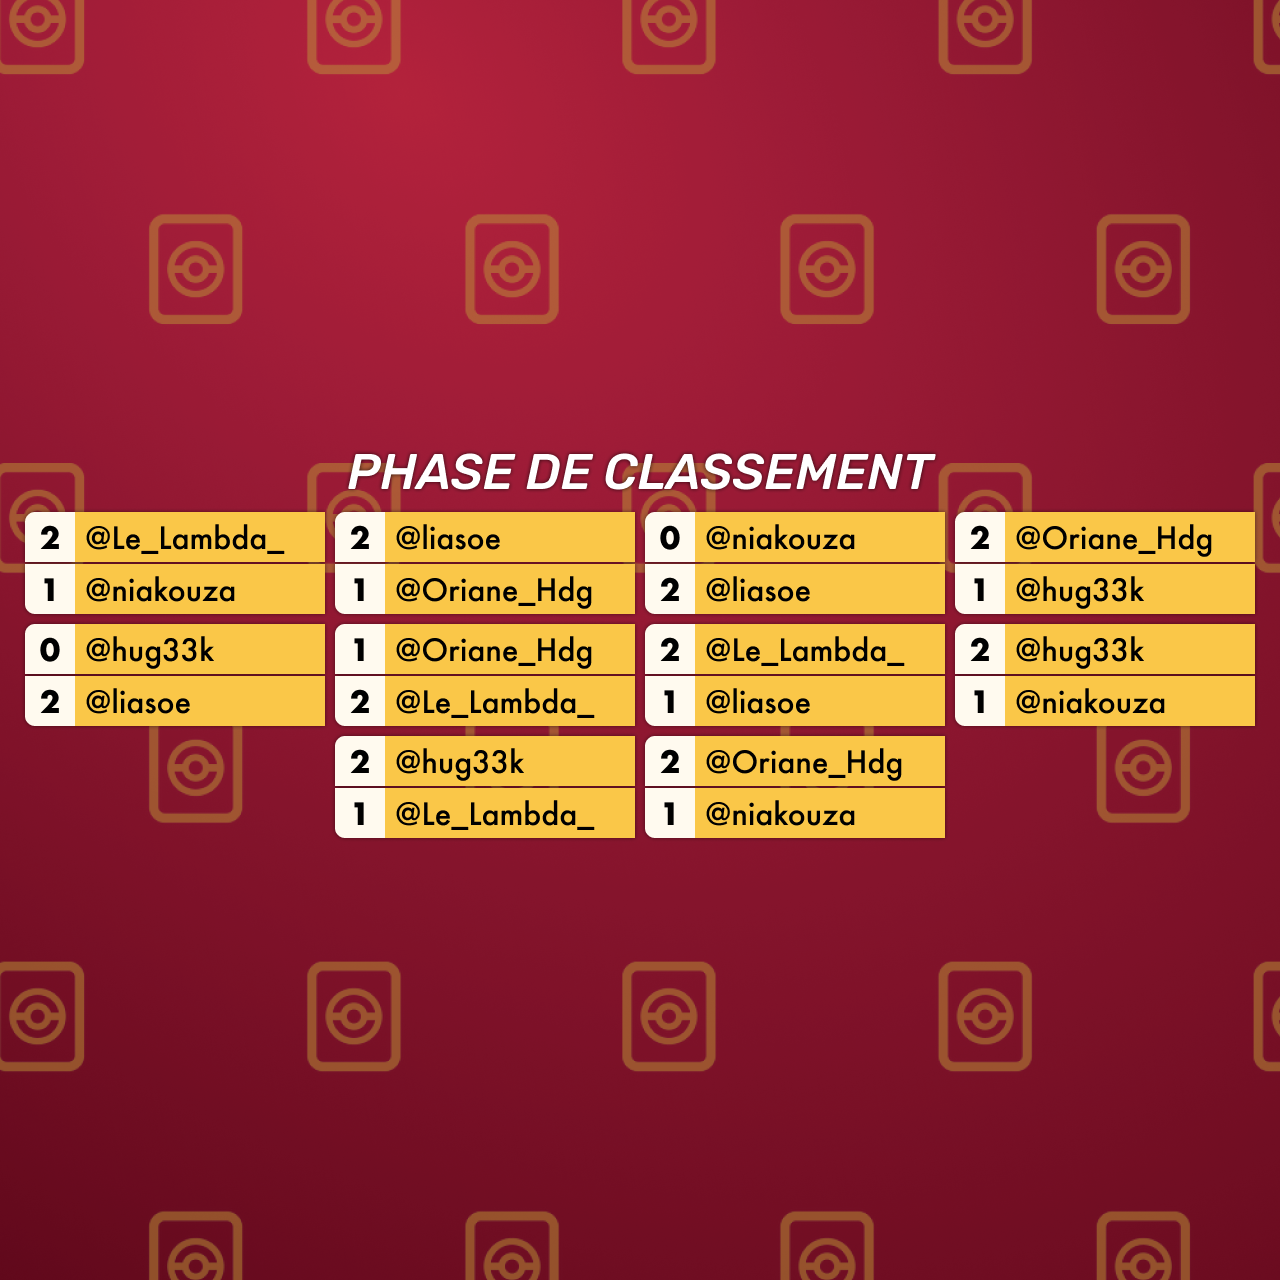 PHASE DE CLASSEMENT
2 @Le_Lambda_
1 @niakouza
2 @liasoe
1 @Oriane_Hdg
0 @niakouza
2 @liasoe
2 @Oriane_Hdg
1 @hug33k
0 @hug33k
2 @liasoe
1 @Oriane_Hdg
2 @Le_Lambda_
2 @Le_Lambda_
1 @liasoe
2 @hug33k
1 @niakouza
2 @hug33k
1 @Le_Lambda_
2 @Oriane_Hdg
1 @niakouza